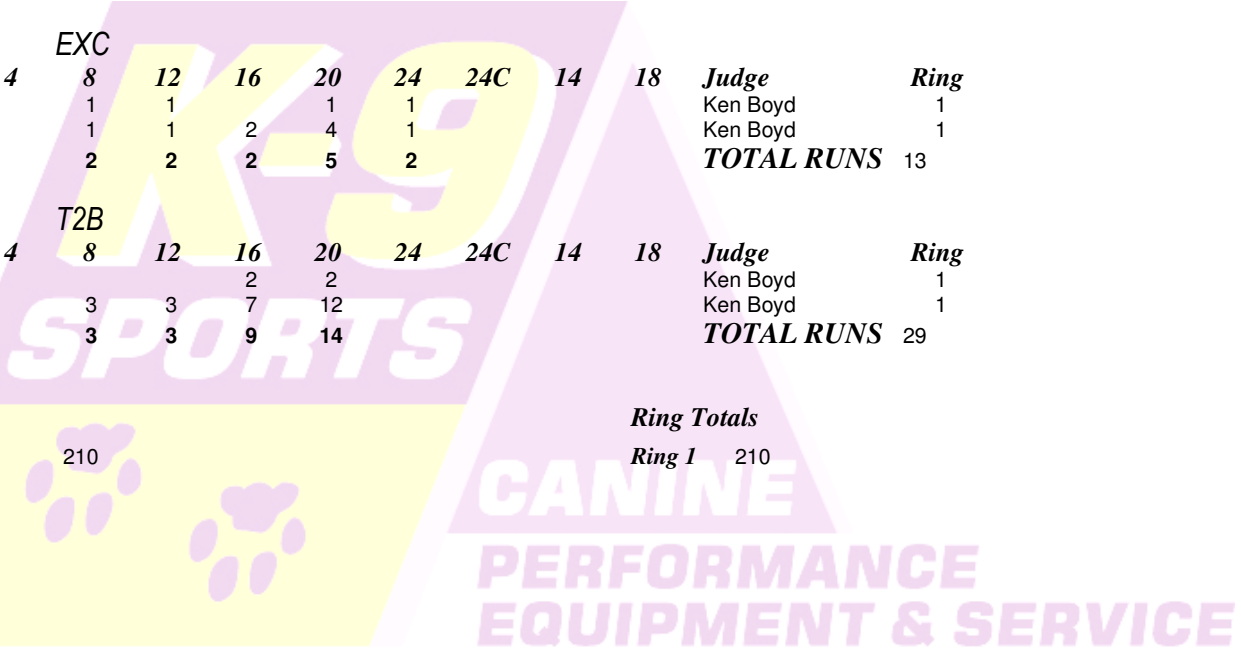 EXC
4 8 12 16 20 24 24C 14 18 Judge Ring
1 1 1 1 Ken Boyd 1
1 1 2 4 1 Ken Boyd 1
2 2 2 5 2 TOTAL RUNS 13
T2B
4 8 12 16 20 24 24C 14 18 Judge Ring
2 2 Ken Boyd 1
3 3 7 12 Ken Boyd 1
3 3 9 14 TOTAL RUNS 29
Ring Totals
210 Ring 1 210
K-9
SPORTS
CANINE
PERFORMANCE
EQUIPMENT & SERVICE